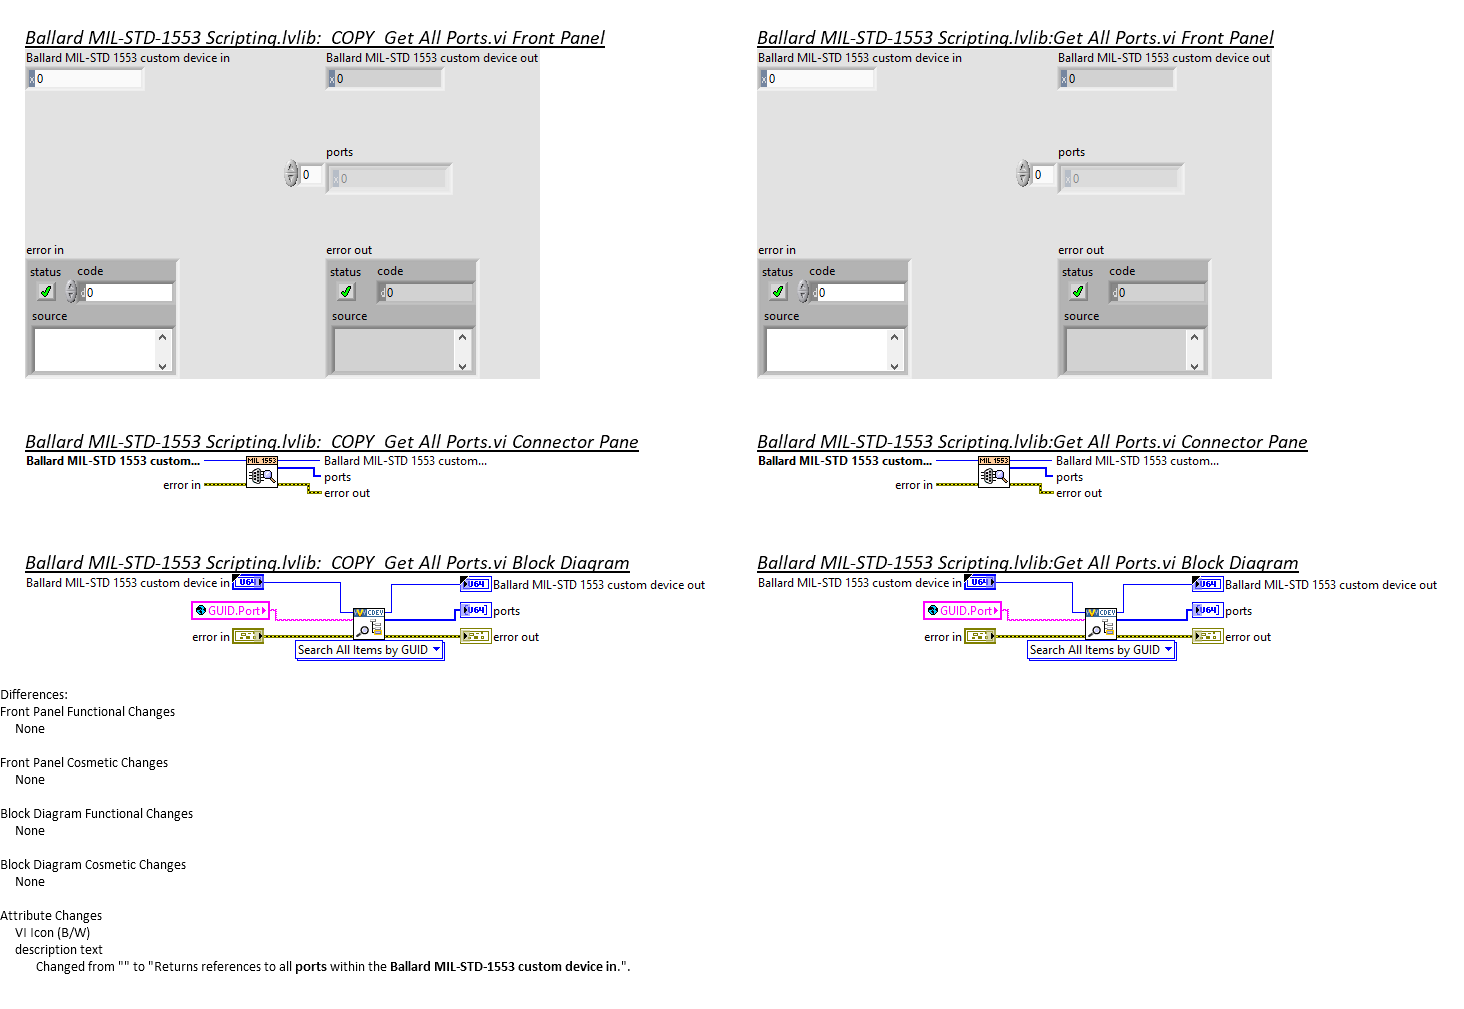 Ballard MIL-STD-1553 Scripting.lvlib:_COPY_Get All Ports.vi Front Panel
Ballard MIL-STD 1553 custom device in
Ballard MIL-STD 1553 custom device out
x 0
x 0
ports
0
x 0
error in
error out
status code
status code
d 0
d 0
source
source
Ballard MIL-STD-1553 Scripting.lvlib:Get All Ports.vi Front Panel
Ballard MIL-STD 1553 custom device in
Ballard MIL-STD 1553 custom device out
x 0
x 0
ports
0
x 0
error in
error out
status code
status code
d 0
d 0
source
source
Ballard MIL-STD-1553 Scripting.lvlib:_COPY_Get All Ports.vi Connector Pane
Ballard MIL-STD 1553 custom...
MIL 1553
Ballard MIL-STD 1553 custom...
ports
error in
error out
Ballard MIL-STD-1553 Scripting.lvlib:Get All Ports.vi Connector Pane
Ballard MIL-STD 1553 custom...
MIL 1553
Ballard MIL-STD 1553 custom...
ports
error in
error out
Ballard MIL-STD-1553 Scripting.lvlib:_COPY_Get All Ports.vi Block Diagram
Ballard MIL-STD 1553 custom device in
U64
U64
Ballard MIL-STD 1553 custom device out
GUID.Port
CDEV
U64
ports
error in
error out
Search All Items by GUID
Ballard MIL-STD-1553 Scripting.lvlib:Get All Ports.vi Block Diagram
Ballard MIL-STD 1553 custom device in
U64
U64
Ballard MIL-STD 1553 custom device out
GUID.Port
CDEV
U64
ports
error in
error out
Search All Items by GUID
Differences:
Front Panel Functional Changes
None
Front Panel Cosmetic Changes
None
Block Diagram Functional Changes
None
Block Diagram Cosmetic Changes
None
Attribute Changes
VI Icon (B/W)
description text
Changed from "" to "Returns references to all ports within the Ballard MIL-STD-1553 custom device in.".